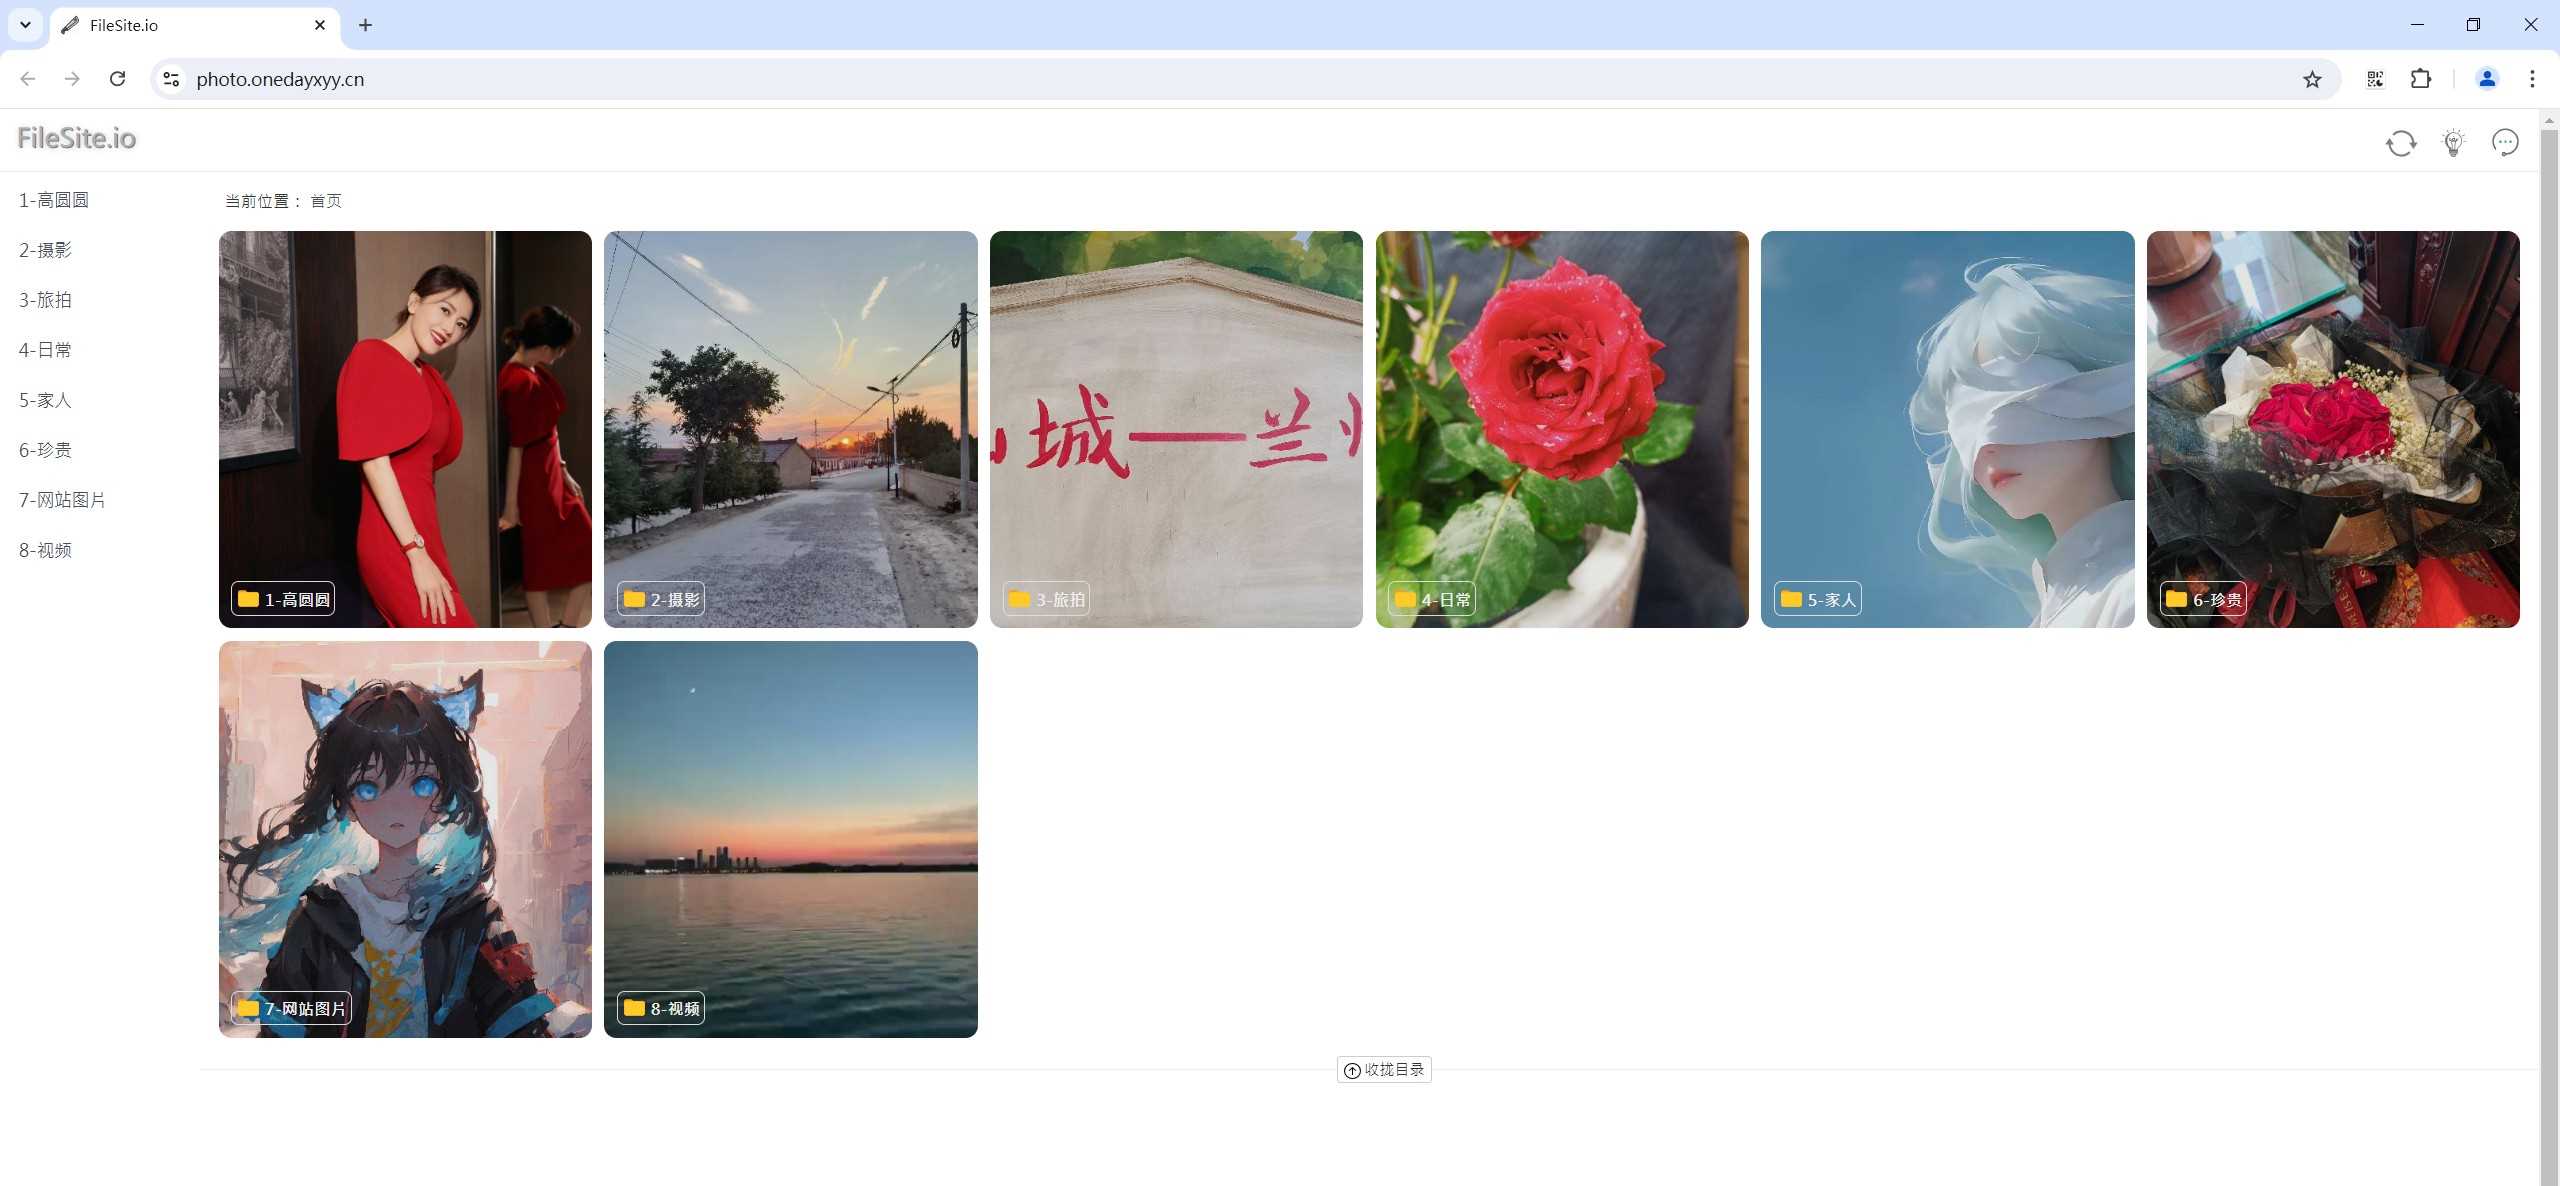 FileSite.io
photo.onedayxyy.cn
FileSite.io
1-高圆圆
2-摄影
3-旅拍
4-日常
5-家人
6-珍贵
7-网站图片
8-视频
当前位置： 首页
城——兰
1-高圆圆
2-摄影
3-旅拍
4-日常
5-家人
6-珍贵
7-网站图片
8-视频
收拢目录